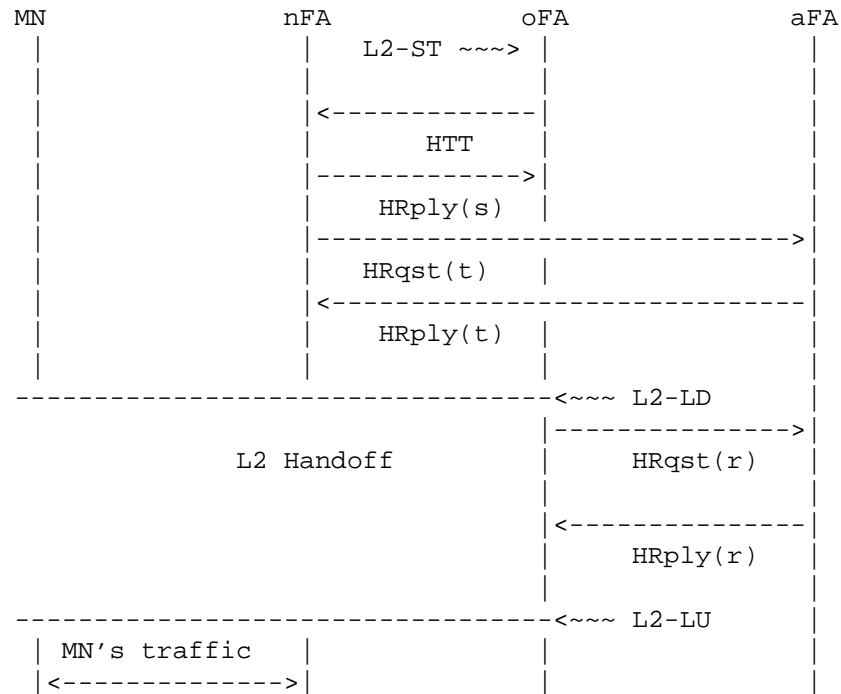 MN nFA oFA aFA
L2-ST ~~~>
<-------------
HTT
------------->
HRply(s)
------------------------------>
HRqst(t)
<------------------------------
HRply(t)
----------------------------------<~~~ L2-LD
--------------->
L2 Handoff HRqst(r)
<---------------
HRply(r)
----------------------------------<~~~ L2-LU
MN's traffic
<-------------->